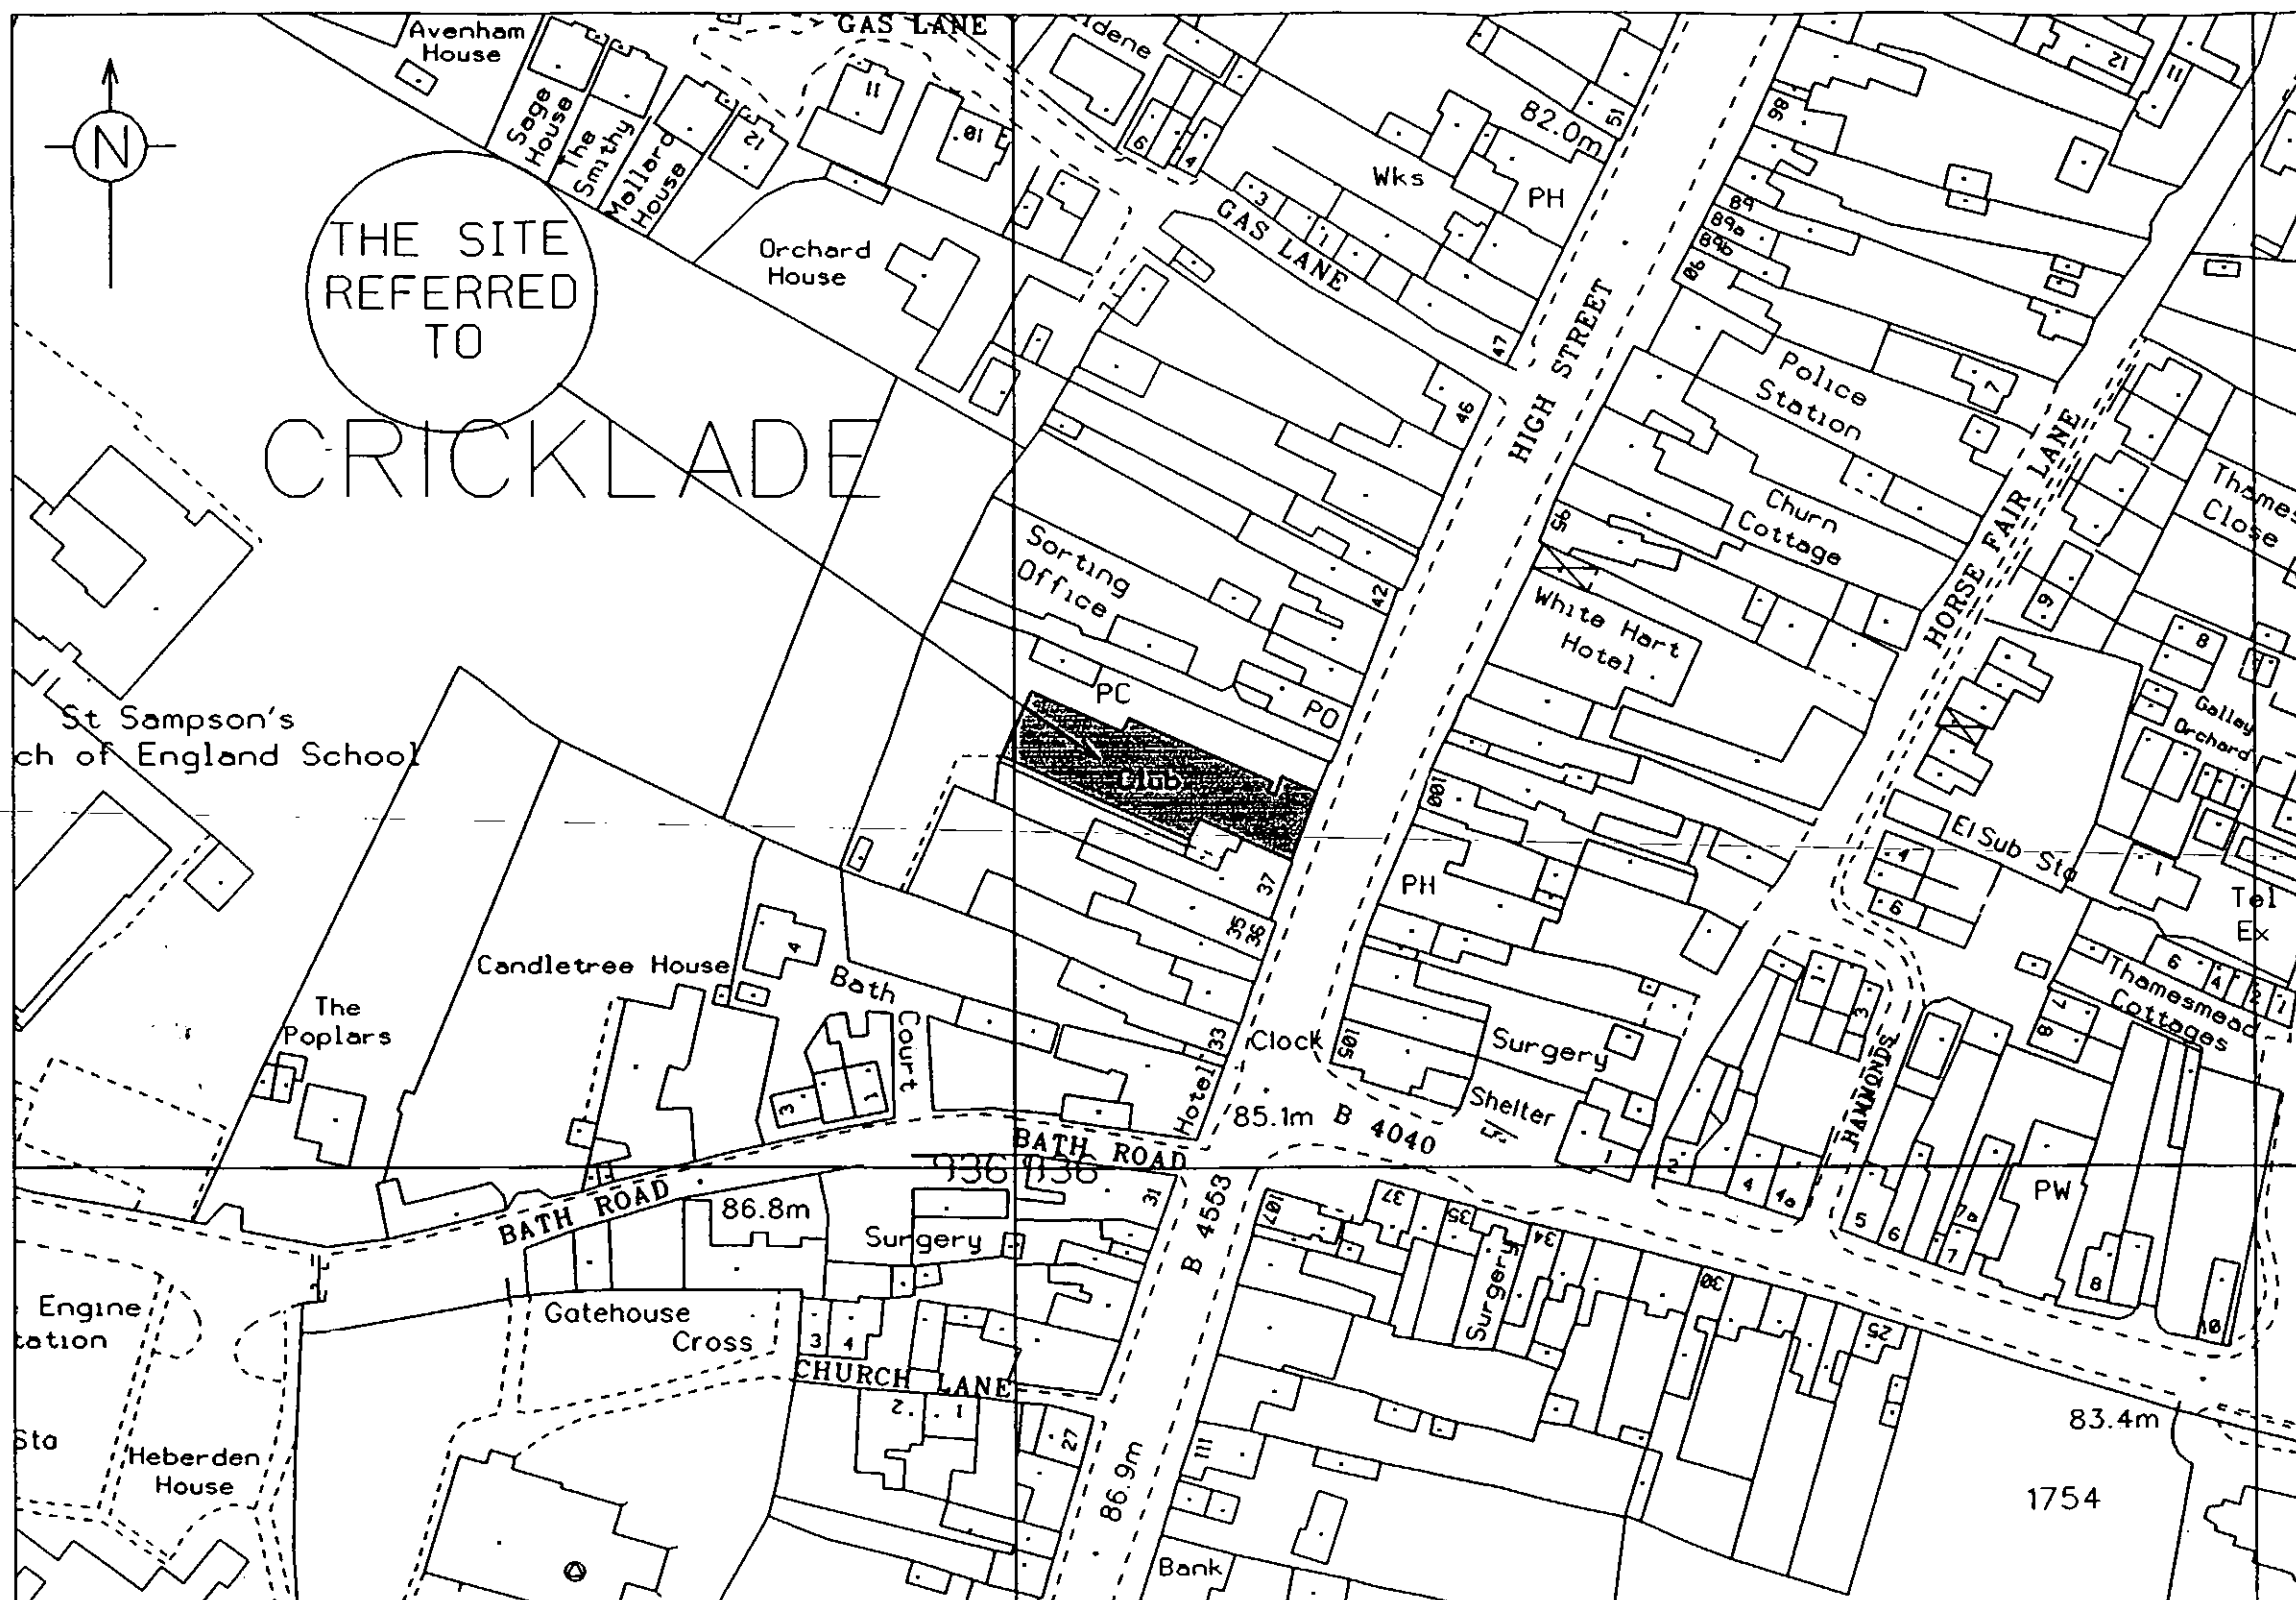 Avenham
House
GAS LANE
ldene
Sage
House
The
Smithy
Mallard
House
12
11
10
6
4
N
THE SITE
REFERRED
TO
CRICKLADE
Orchard
House
3
GAS LANE
1
Wks
PH
82.0m
51
47
46
HIGH STREET
98
89
89a
89b
90
12
11
Police
Station
7
HORSE FAIR LANE
Thames
Close
Churn
Cottage
95
White Hart
Hotel
42
Sorting
Office
PC
PO
Club
37
35
36
33
Hotel
100
PH
105
Clock
Surgery
Shelter
9
8
Galley
Orchard
El Sub Sta
4
6
1
Tel
Ex
Thamesmead
Cottages
6
4
2
1
7
8
1
3
HAMMONDS
St Sampson's
ch of England School
The
Poplars
Candletree House
4
Bath
Court
3
1
BATH ROAD
936 936
85.1m
B 4040
BATH ROAD
86.8m
Surgery
31
B 4553
107
37
35
34
Surgery
30
25
2
4
4a
5
6
7a
7
PW
8
10
Engine
tation
Sta
Heberden
House
Gatehouse
Cross
3
4
CHURCH LANE
2
1
27
86.9m
111
Bank
83.4m
1754